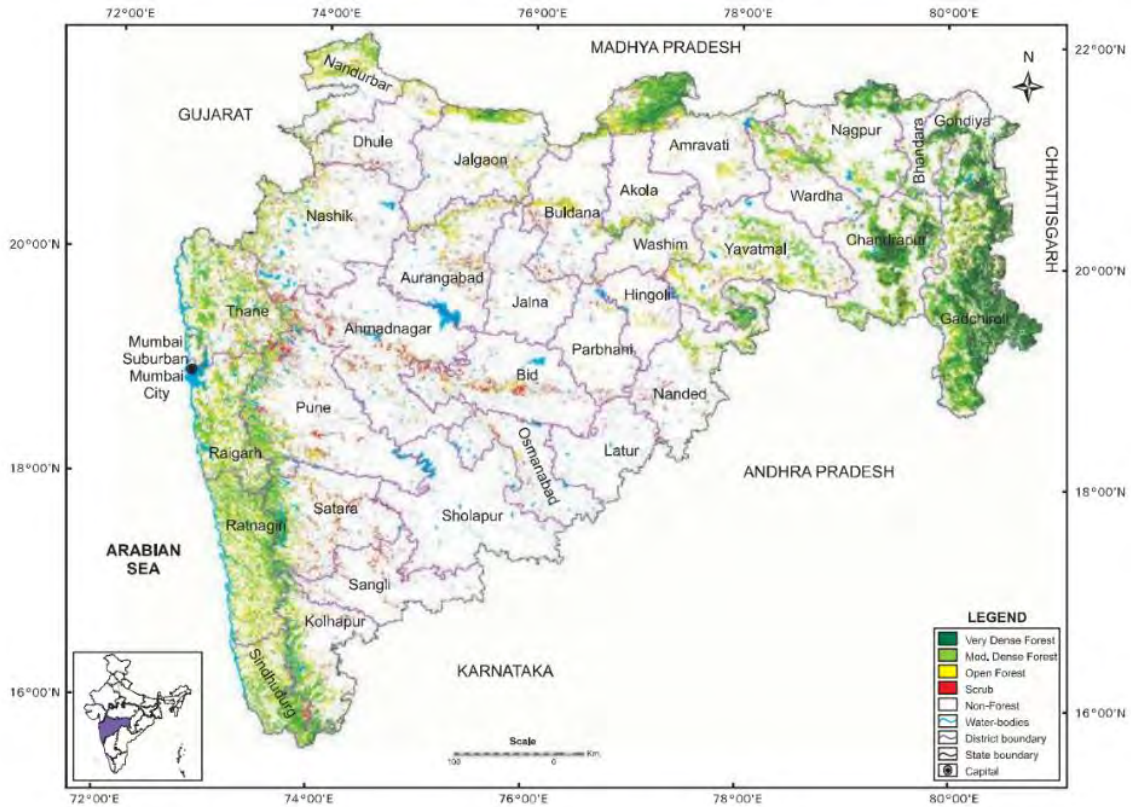 72°00'E
74°00'E
76°00'E
78°00'E
80°00'E
MADHYA PRADESH
22°00'N
N
Nandurbar
GUJARAT
Dhule
Jalgaon
Amravati
Nagpur
Bhandara
Gondiya
CHHATTISGARH
Akola
Wardha
Nashik
Buldana
20°00'N
Washim
Yavatmal
Chandrapur
20°00'N
Aurangabad
Jalna
Hingoli
Thane
Ahmadnagar
Gadchiroli
Mumbai
Suburban
Mumbai
City
Parbhani
Bid
Nanded
Pune
Osmanabad
Latur
Raigarh
18°00'N
ANDHRA PRADESH
18°00'N
Satara
Sholapur
Ratnagiri
ARABIAN
SEA
Sangli
Kolhapur
Sindhudurg
KARNATAKA
16°00'N
16°00'N
LEGEND
Very Dense Forest
Mod. Dense Forest
Open Forest
Scrub
Non-Forest
Water-bodies
District boundary
State boundary
Capital
Scale
100 0 Km.
72°00'E
74°00'E
76°00'E
78°00'E
80°00'E